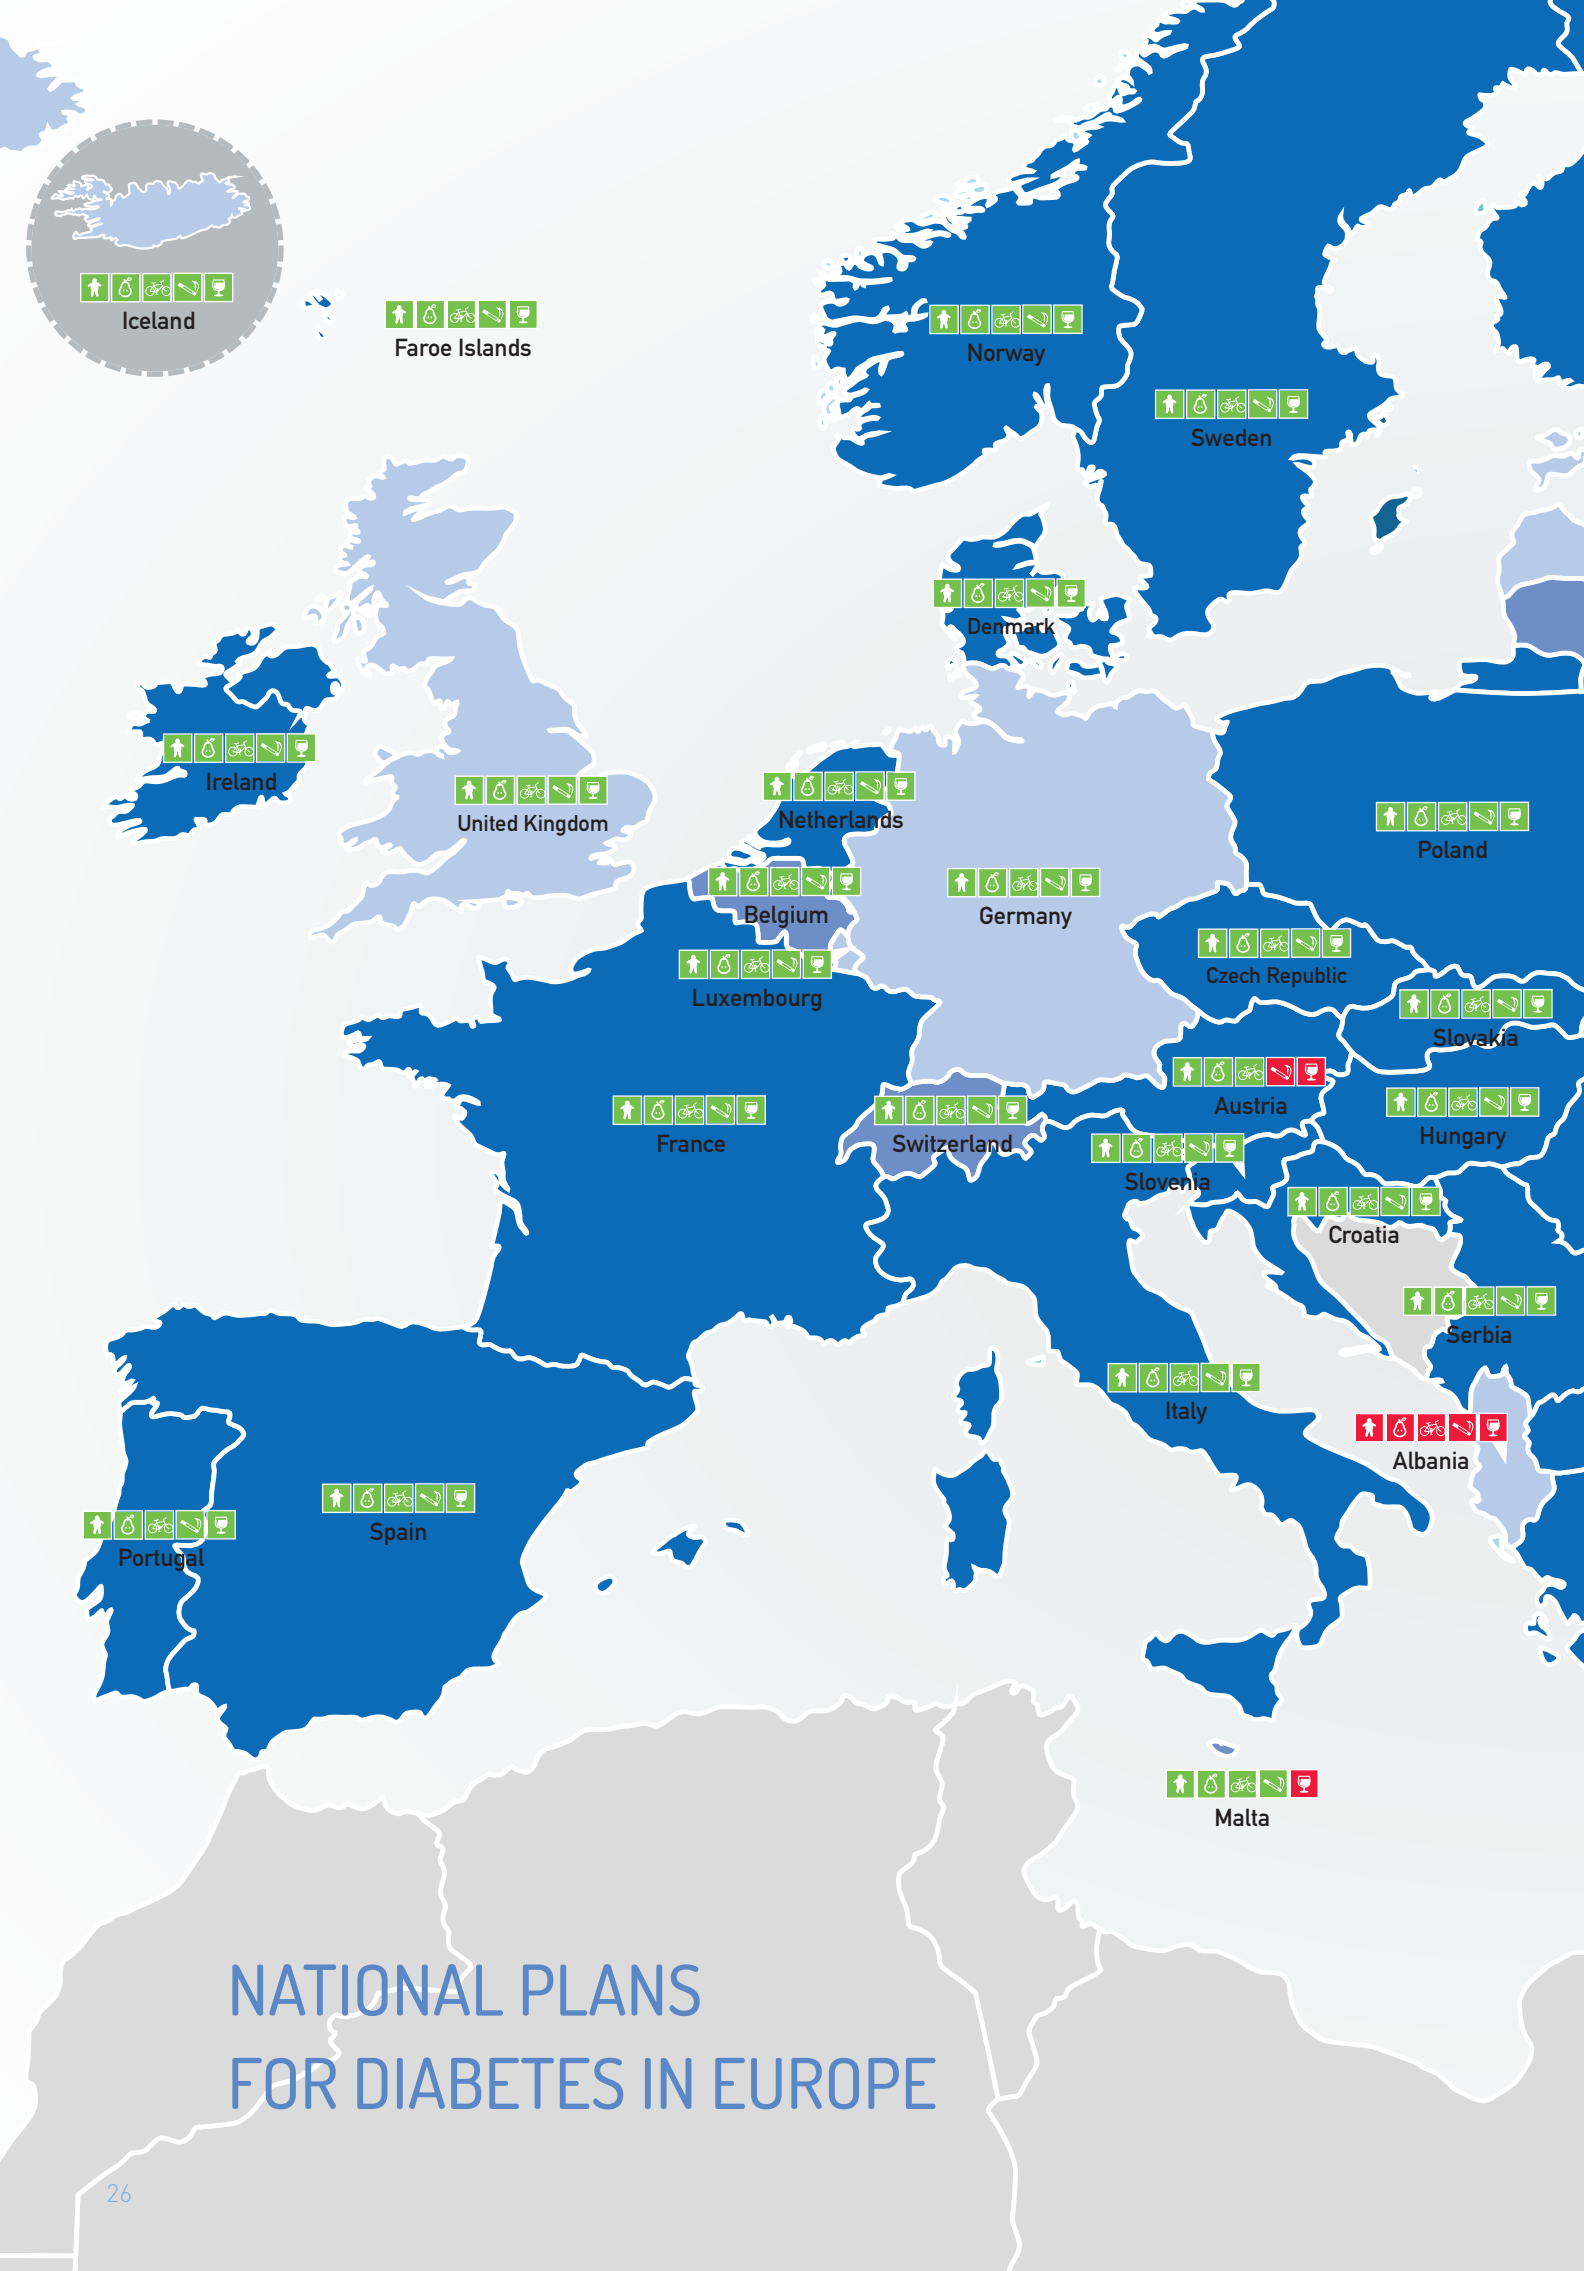 Iceland
Faroe Islands
Norway
Sweden
Denmark
Ireland
United Kingdom
Netherlands
Poland
Belgium
Germany
Czech Republic
Luxembourg
Slovakia
Austria
Hungary
France
Switzerland
Slovenia
Croatia
Serbia
Italy
Albania
Spain
Portugal
Malta
NATIONAL PLANS
FOR DIABETES IN EUROPE
26